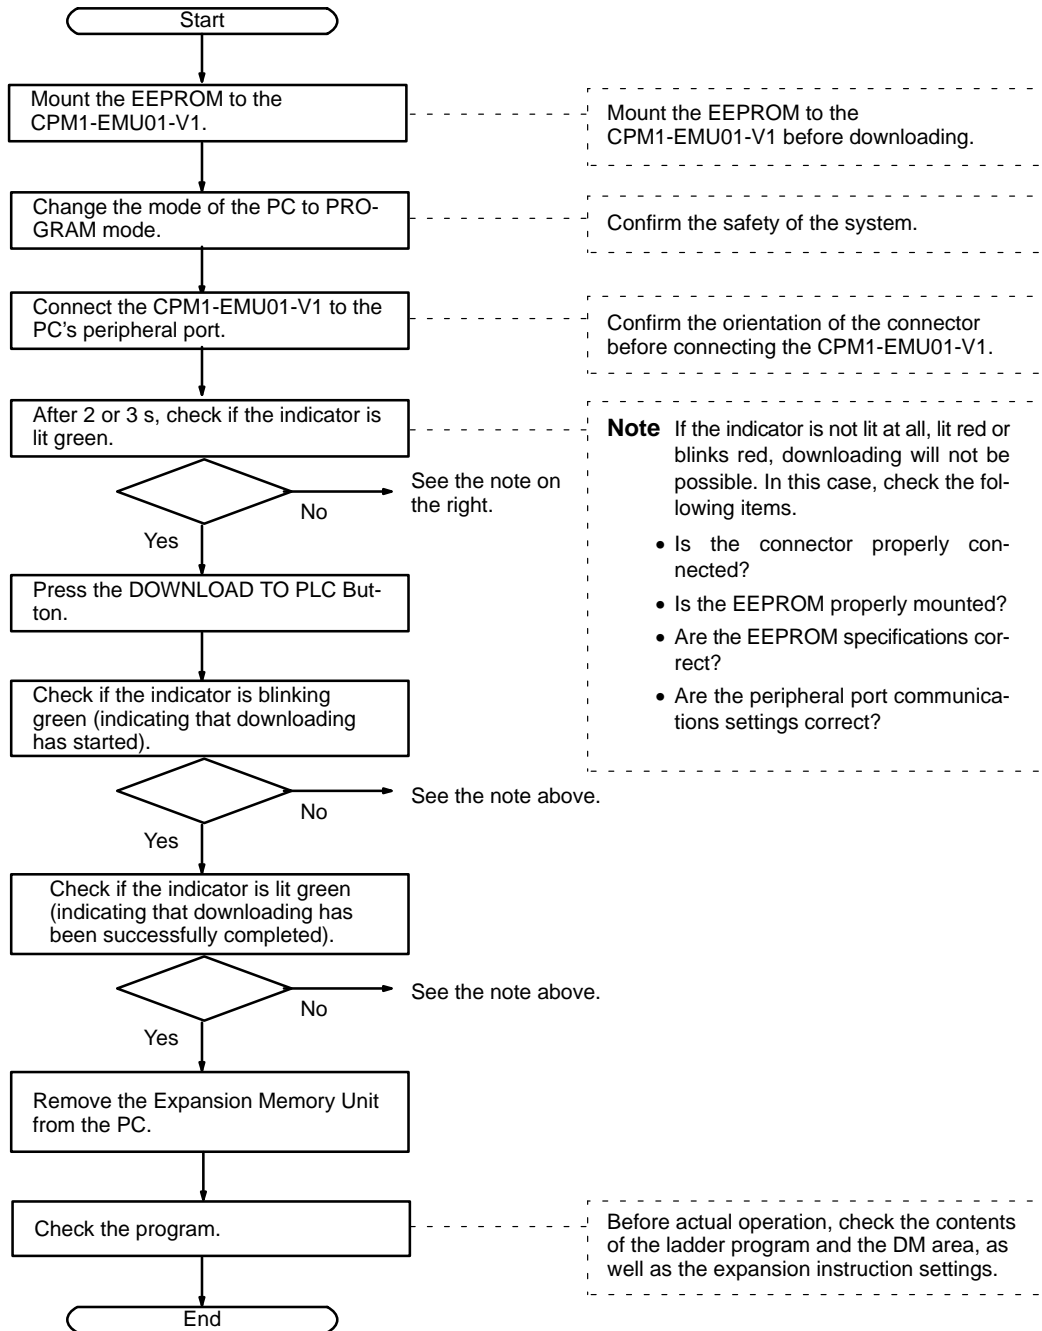 Start
Mount the EEPROM to the
CPM1-EMU01-V1.
Mount the EEPROM to the
CPM1-EMU01-V1 before downloading.
Change the mode of the PC to PRO-
GRAM mode.
Confirm the safety of the system.
Connect the CPM1-EMU01-V1 to the
PC’s peripheral port.
Confirm the orientation of the connector
before connecting the CPM1-EMU01-V1.
After 2 or 3 s, check if the indicator is
lit green.
Note If the indicator is not lit at all, lit red or
blinks red, downloading will not be
possible. In this case, check the fol-
lowing items.
• Is the connector properly con-
nected?
• Is the EEPROM properly mounted?
• Are the EEPROM specifications cor-
rect?
• Are the peripheral port communica-
tions settings correct?
No
See the note on
the right.
Yes
Press the DOWNLOAD TO PLC But-
ton.
Check if the indicator is blinking
green (indicating that downloading
has started).
No
See the note above.
Yes
Check if the indicator is lit green
(indicating that downloading has
been successfully completed).
No
See the note above.
Yes
Remove the Expansion Memory Unit
from the PC.
Check the program.
Before actual operation, check the contents
of the ladder program and the DM area, as
well as the expansion instruction settings.
End